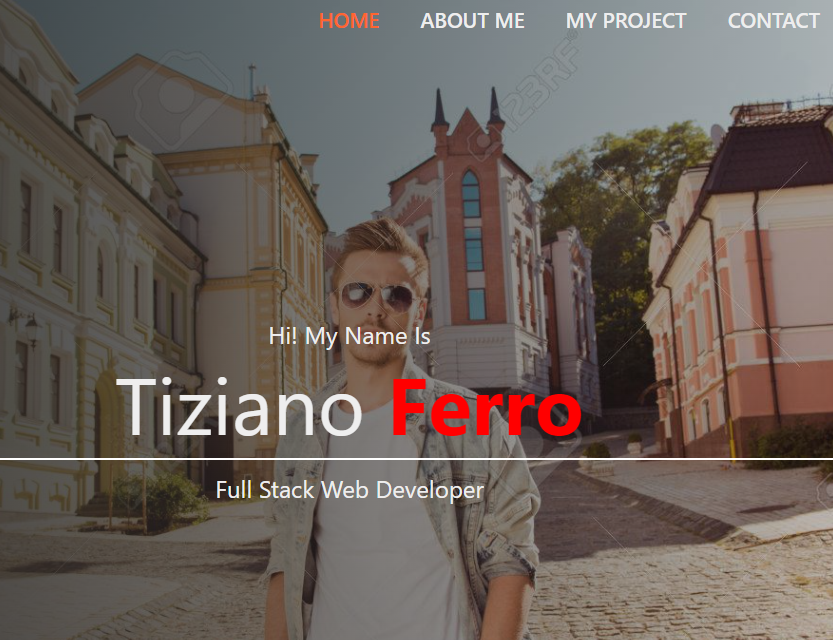 HOME ABOUT ME MY PROJECT CONTACT
123RF
Hi! My Name Is
Tiziano Ferro
Full Stack Web Developer